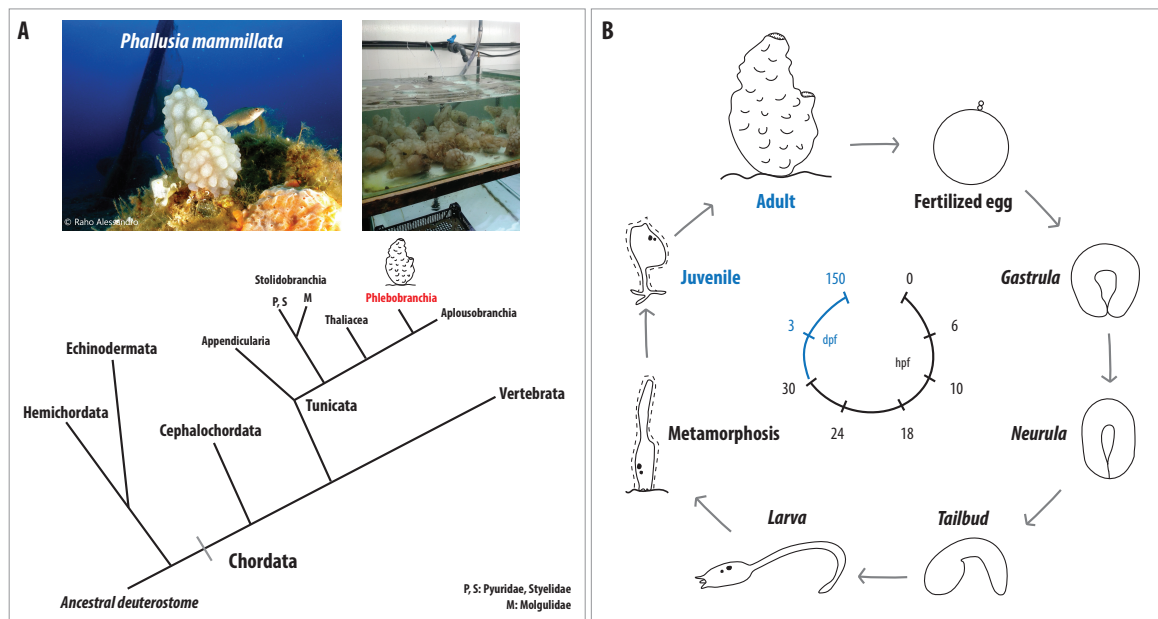 A
Phallusia mammillata
© Raho Alessandro
Stolidobranchia
P, S
M
Phlebobranchia
Thaliacea
Aplousobranchia
Appendicularia
Echinodermata
Tunicata
Vertebrata
Hemichordata
Cephalochordata
Chordata
Ancestral deuterostome
P, S: Pyuridae, Styelidae
M: Molgulidae
B
Adult
Fertilized egg
Juvenile
Gastrula
150
0
3
dpf
6
hpf
30
10
24
18
Metamorphosis
Neurula
Larva
Tailbud